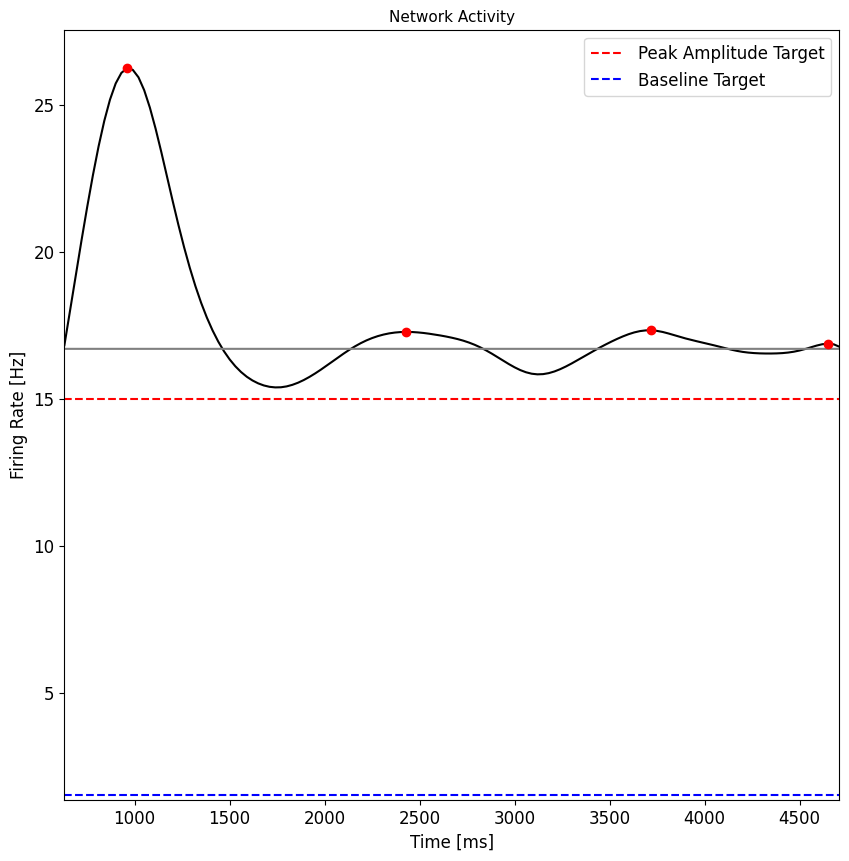 Network Activity
Peak Amplitude Target
Baseline Target
Firing Rate [Hz]
25
20
15
10
5
1000 1500 2000 2500 3000 3500 4000 4500
Time [ms]